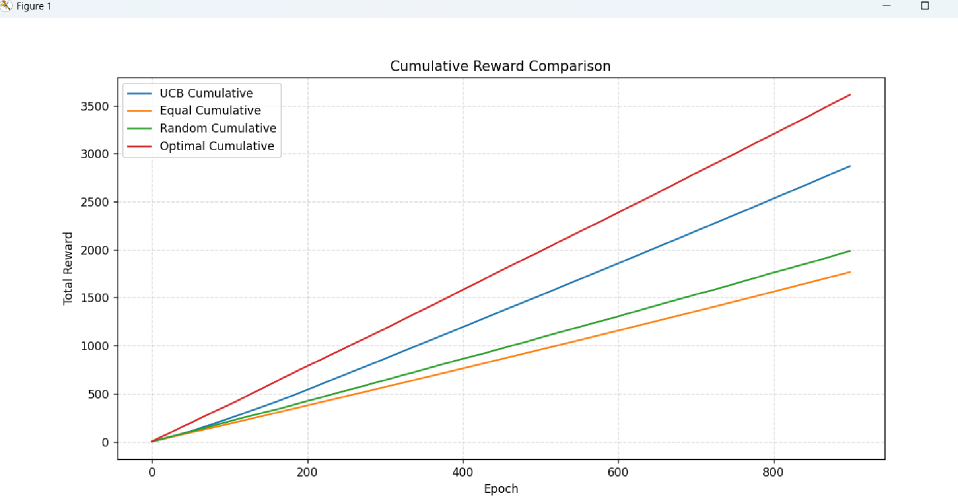 Figure 1
Cumulative Reward Comparison
UCB Cumulative
Equal Cumulative
Random Cumulative
Optimal Cumulative
3500
3000
2500
2000
1500
1000
500
0
Total Reward
0 200 400 600 800
Epoch